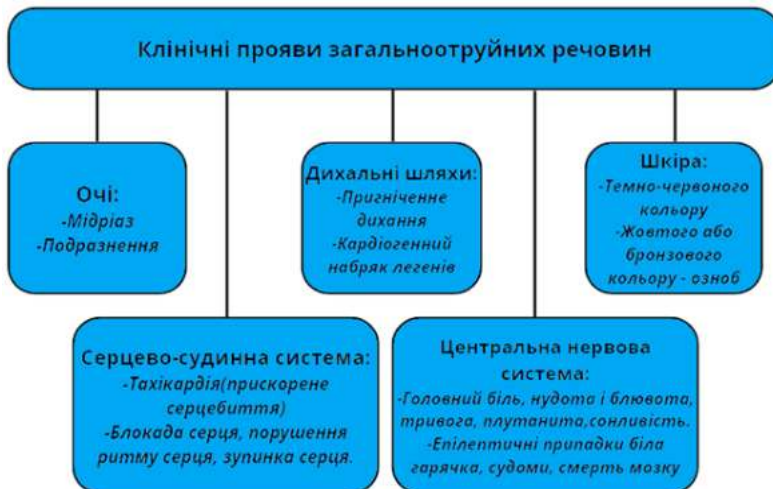 Клінічні прояви загальноотруйних речовин
Очі:
-Мідріаз
-Подразнення
Дихальні шляхи:
-Пригніченне
дихання
-Кардіогенний
набряк легенів
Шкіра:
-Темно-червоного
кольору
-Жовтого або
бронзового
кольору - озноб
Серцево-судинна система:
-Тахікардія(прискорене
серцебиття)
-Блокада серця, порушення
ритму серця, зупинка серця.
Центральна нервова
система:
-Головний біль, нудота і блювота,
тривога, плутанита,сонливість.
-Епілептичні припадки біла
гарячка, судоми, смерть мозку